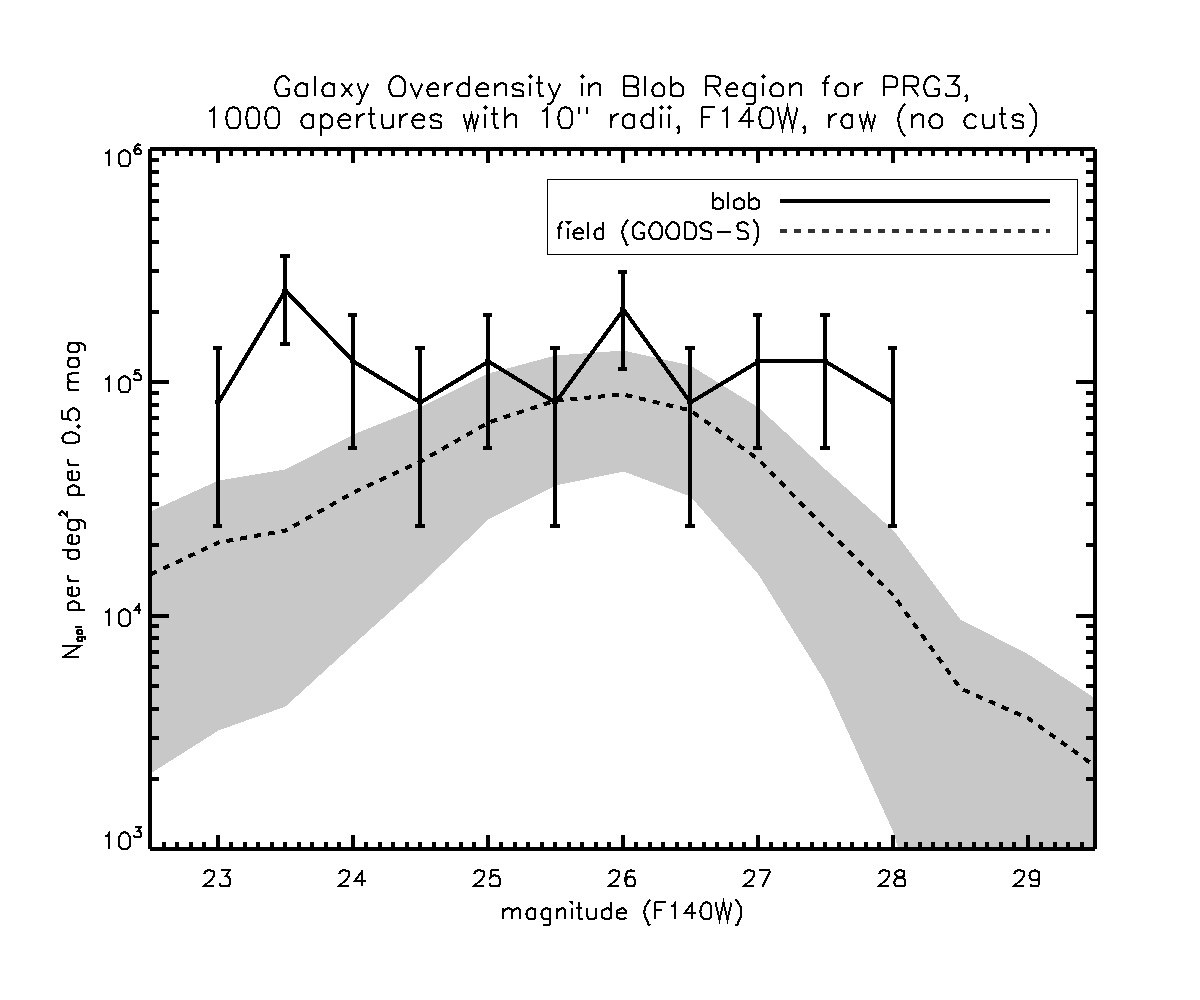 Galaxy Overdensity in Blob Region for PRG3,
1000 apertures with 10" radii, F140W, raw (no cuts)
blob
field (GOODS-S)
N_gal per deg² per 0.5 mag
10⁶
10⁵
10⁴
10³
23 24 25 26 27 28 29
magnitude (F140W)